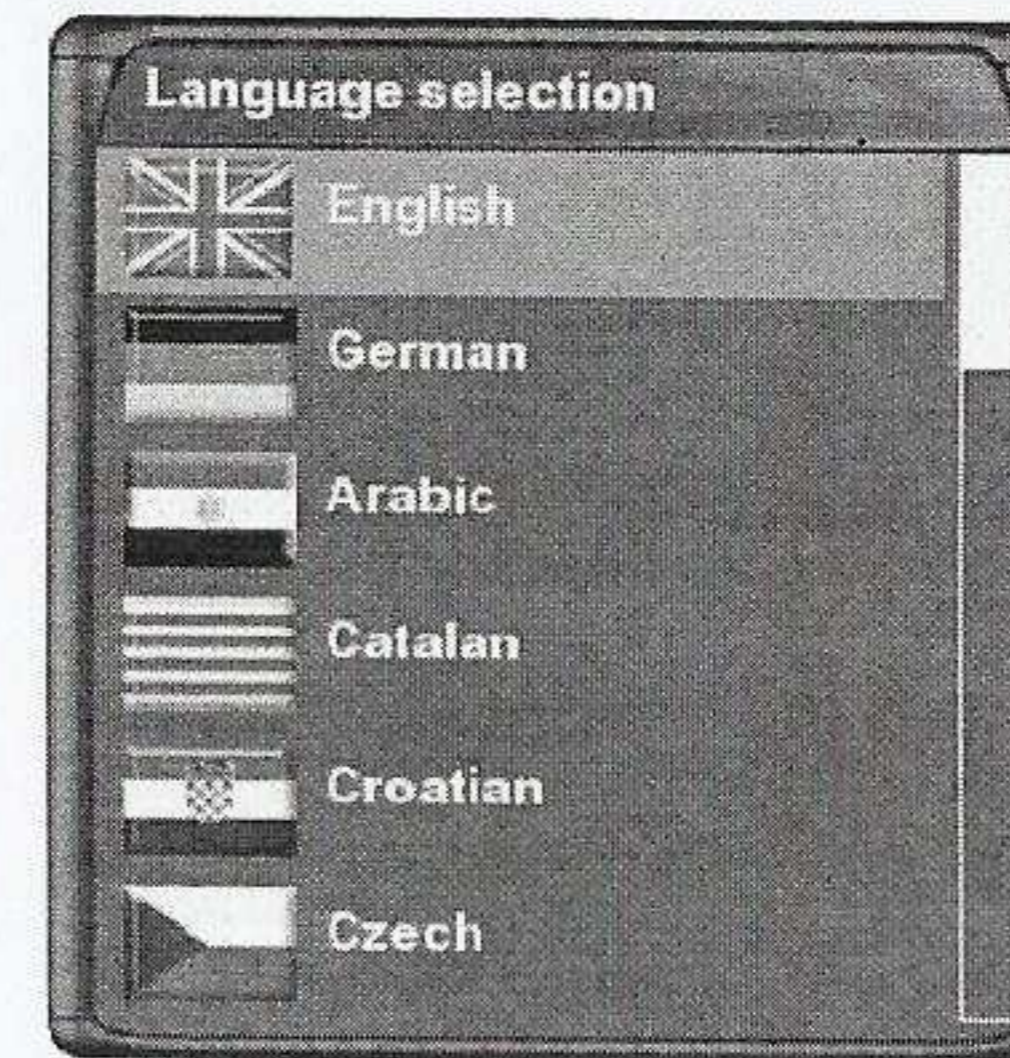 Language selection
English
German
Arabic
Catalan
Croatian
Czech